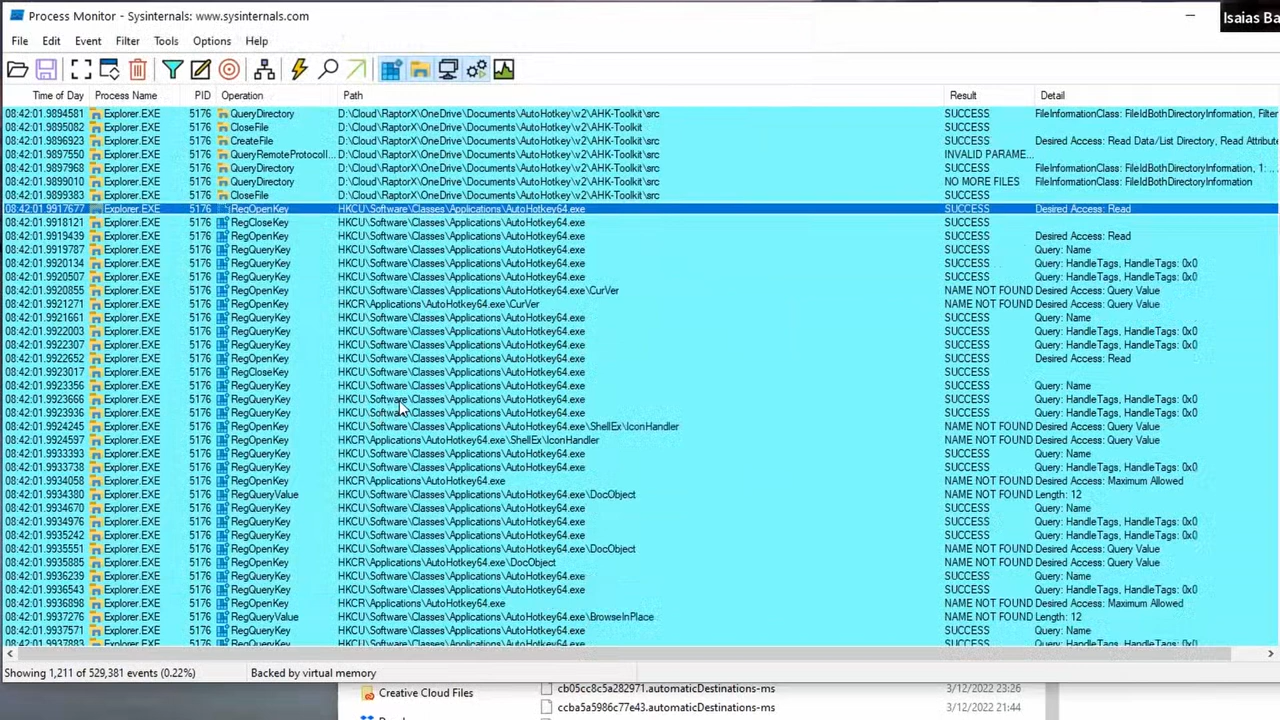 Process Monitor - Sysinternals: www.sysinternals.com
Isaias Ba
File Edit Event Filter Tools Options Help
Time of Day Process Name PID Operation Path Result Detail
08:42:01.9894581 Explorer.EXE 5176 QueryDirectory D:\Cloud\RaptorX\OneDrive\Documents\AutoHotkey\v2\AHK-Toolkit\src SUCCESS FileInformationClass: FileIdBothDirectoryInformation, Filter
08:42:01.9895082 Explorer.EXE 5176 CloseFile D:\Cloud\RaptorX\OneDrive\Documents\AutoHotkey\v2\AHK-Toolkit SUCCESS
08:42:01.9896923 Explorer.EXE 5176 CreateFile D:\Cloud\RaptorX\OneDrive\Documents\AutoHotkey\v2\AHK-Toolkit\src SUCCESS Desired Access: Read Data/List Directory, Read Attribute
08:42:01.9897550 Explorer.EXE 5176 QueryRemoteProtocoll... D:\Cloud\RaptorX\OneDrive\Documents\AutoHotkey\v2\AHK-Toolkit\src INVALID PARAME...
08:42:01.9897968 Explorer.EXE 5176 QueryDirectory D:\Cloud\RaptorX\OneDrive\Documents\AutoHotkey\v2\AHK-Toolkit\src SUCCESS FileInformationClass: FileIdBothDirectoryInformation, 1: ...
08:42:01.9899010 Explorer.EXE 5176 QueryDirectory D:\Cloud\RaptorX\OneDrive\Documents\AutoHotkey\v2\AHK-Toolkit\src NO MORE FILES FileInformationClass: FileIdBothDirectoryInformation
08:42:01.9899383 Explorer.EXE 5176 CloseFile D:\Cloud\RaptorX\OneDrive\Documents\AutoHotkey\v2\AHK-Toolkit\src SUCCESS
08:42:01.9917677 Explorer.EXE 5176 RegOpenKey HKCU\Software\Classes\Applications\AutoHotkey64.exe SUCCESS Desired Access: Read
08:42:01.9918121 Explorer.EXE 5176 RegCloseKey HKCU\Software\Classes\Applications\AutoHotkey64.exe SUCCESS
08:42:01.9919439 Explorer.EXE 5176 RegOpenKey HKCU\Software\Classes\Applications\AutoHotkey64.exe SUCCESS Desired Access: Read
08:42:01.9919787 Explorer.EXE 5176 RegQueryKey HKCU\Software\Classes\Applications\AutoHotkey64.exe SUCCESS Query: Name
08:42:01.9920134 Explorer.EXE 5176 RegQueryKey HKCU\Software\Classes\Applications\AutoHotkey64.exe SUCCESS Query: HandleTags, HandleTags: 0x0
08:42:01.9920507 Explorer.EXE 5176 RegQueryKey HKCU\Software\Classes\Applications\AutoHotkey64.exe SUCCESS Query: HandleTags, HandleTags: 0x0
08:42:01.9920855 Explorer.EXE 5176 RegOpenKey HKCU\Software\Classes\Applications\AutoHotkey64.exe\CurVer NAME NOT FOUND Desired Access: Query Value
08:42:01.9921271 Explorer.EXE 5176 RegOpenKey HKCR\Applications\AutoHotkey64.exe\CurVer NAME NOT FOUND Desired Access: Query Value
08:42:01.9921661 Explorer.EXE 5176 RegQueryKey HKCU\Software\Classes\Applications\AutoHotkey64.exe SUCCESS Query: Name
08:42:01.9922003 Explorer.EXE 5176 RegQueryKey HKCU\Software\Classes\Applications\AutoHotkey64.exe SUCCESS Query: HandleTags, HandleTags: 0x0
08:42:01.9922307 Explorer.EXE 5176 RegQueryKey HKCU\Software\Classes\Applications\AutoHotkey64.exe SUCCESS Query: HandleTags, HandleTags: 0x0
08:42:01.9922652 Explorer.EXE 5176 RegOpenKey HKCU\Software\Classes\Applications\AutoHotkey64.exe SUCCESS Desired Access: Read
08:42:01.9923017 Explorer.EXE 5176 RegCloseKey HKCU\Software\Classes\Applications\AutoHotkey64.exe SUCCESS
08:42:01.9923356 Explorer.EXE 5176 RegQueryKey HKCU\Software\Classes\Applications\AutoHotkey64.exe SUCCESS Query: Name
08:42:01.9923666 Explorer.EXE 5176 RegQueryKey HKCU\Software\Classes\Applications\AutoHotkey64.exe SUCCESS Query: HandleTags, HandleTags: 0x0
08:42:01.9923936 Explorer.EXE 5176 RegQueryKey HKCU\Software\Classes\Applications\AutoHotkey64.exe SUCCESS Query: HandleTags, HandleTags: 0x0
08:42:01.9924245 Explorer.EXE 5176 RegOpenKey HKCU\Software\Classes\Applications\AutoHotkey64.exe\ShellEx\IconHandler NAME NOT FOUND Desired Access: Query Value
08:42:01.9924597 Explorer.EXE 5176 RegOpenKey HKCR\Applications\AutoHotkey64.exe\ShellEx\IconHandler NAME NOT FOUND Desired Access: Query Value
08:42:01.9933393 Explorer.EXE 5176 RegQueryKey HKCU\Software\Classes\Applications\AutoHotkey64.exe SUCCESS Query: Name
08:42:01.9933738 Explorer.EXE 5176 RegQueryKey HKCU\Software\Classes\Applications\AutoHotkey64.exe SUCCESS Query: HandleTags, HandleTags: 0x0
08:42:01.9934058 Explorer.EXE 5176 RegOpenKey HKCR\Applications\AutoHotkey64.exe NAME NOT FOUND Desired Access: Maximum Allowed
08:42:01.9934380 Explorer.EXE 5176 RegQueryValue HKCU\Software\Classes\Applications\AutoHotkey64.exe\DocObject NAME NOT FOUND Length: 12
08:42:01.9934670 Explorer.EXE 5176 RegQueryKey HKCU\Software\Classes\Applications\AutoHotkey64.exe SUCCESS Query: Name
08:42:01.9934976 Explorer.EXE 5176 RegQueryKey HKCU\Software\Classes\Applications\AutoHotkey64.exe SUCCESS Query: HandleTags, HandleTags: 0x0
08:42:01.9935242 Explorer.EXE 5176 RegQueryKey HKCU\Software\Classes\Applications\AutoHotkey64.exe SUCCESS Query: HandleTags, HandleTags: 0x0
08:42:01.9935551 Explorer.EXE 5176 RegOpenKey HKCU\Software\Classes\Applications\AutoHotkey64.exe\DocObject NAME NOT FOUND Desired Access: Query Value
08:42:01.9935885 Explorer.EXE 5176 RegOpenKey HKCR\Applications\AutoHotkey64.exe\DocObject NAME NOT FOUND Desired Access: Query Value
08:42:01.9936239 Explorer.EXE 5176 RegQueryKey HKCU\Software\Classes\Applications\AutoHotkey64.exe SUCCESS Query: Name
08:42:01.9936543 Explorer.EXE 5176 RegQueryKey HKCU\Software\Classes\Applications\AutoHotkey64.exe SUCCESS Query: HandleTags, HandleTags: 0x0
08:42:01.9936898 Explorer.EXE 5176 RegOpenKey HKCR\Applications\AutoHotkey64.exe NAME NOT FOUND Desired Access: Maximum Allowed
08:42:01.9937276 Explorer.EXE 5176 RegQueryValue HKCU\Software\Classes\Applications\AutoHotkey64.exe\BrowseInPlace NAME NOT FOUND Length: 12
08:42:01.9937571 Explorer.EXE 5176 RegQueryKey HKCU\Software\Classes\Applications\AutoHotkey64.exe SUCCESS Query: Name
08:42:01.9937883 Explorer.EXE 5176 RegQueryKey HKCU\Software\Classes\Applications\AutoHotkey64.exe SUCCESS Query: HandleTags, HandleTags: 0x0
Showing 1,211 of 529,381 events (0.22%) Backed by virtual memory
Creative Cloud Files cb05cc8c5a282971.automaticDestinations-ms 3/12/2022 23:26
ccba5a5986c77e43.automaticDestinations-ms 3/12/2022 21:44